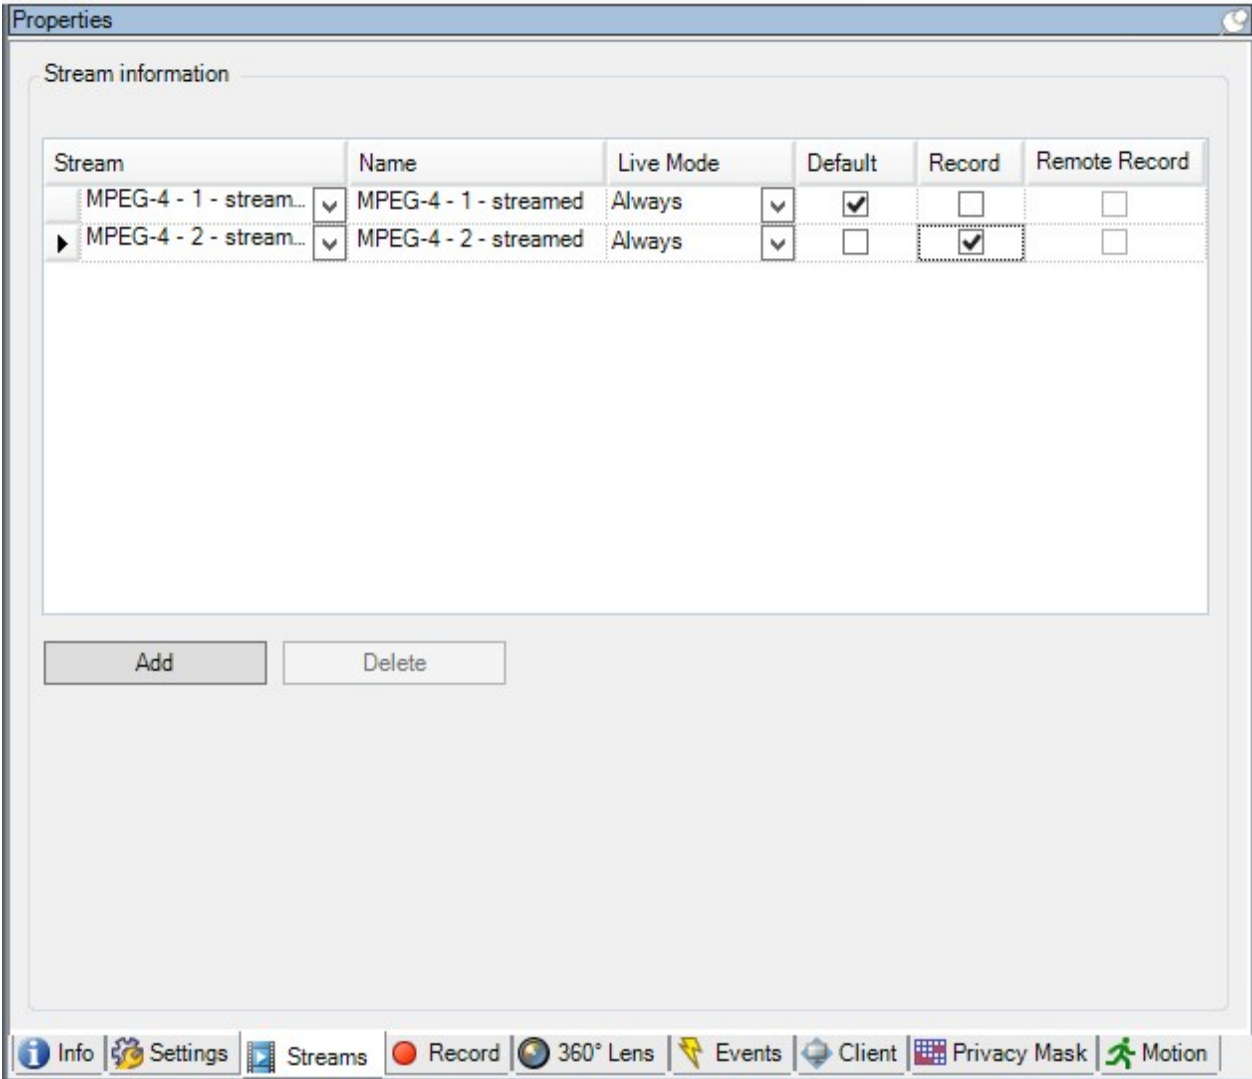 Properties
Stream information
Stream Name Live Mode Default Record Remote Record
MPEG-4 - 1 - stream... MPEG-4 - 1 - streamed Always
MPEG-4 - 2 - stream... MPEG-4 - 2 - streamed Always
Add Delete
Info Settings Streams Record 360° Lens Events Client Privacy Mask Motion